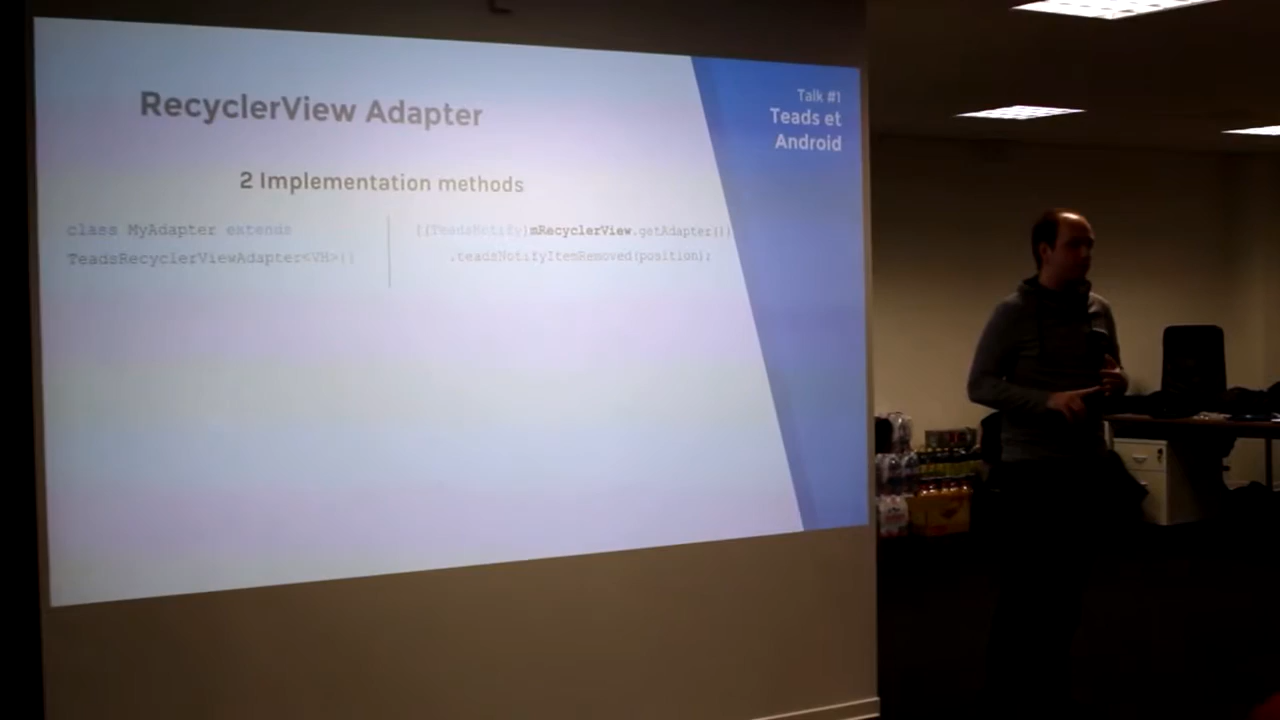 RecyclerView Adapter
Talk #1
Teads et
Android
2 Implementation methods
class MyAdapter extends
TeadsRecyclerViewAdapter<VH>{}
((TeadsNotify)mRecyclerView.getAdapter())
.teadsNotifyItemRemoved(position);